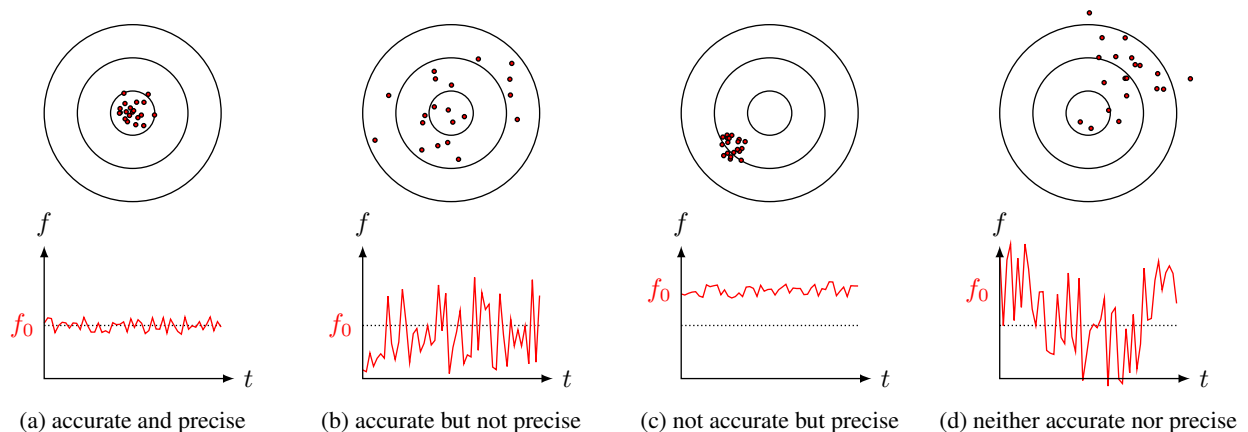 f
f₀
t
(a) accurate and precise
f
f₀
t
(b) accurate but not precise
f
f₀
t
(c) not accurate but precise
f
f₀
t
(d) neither accurate nor precise